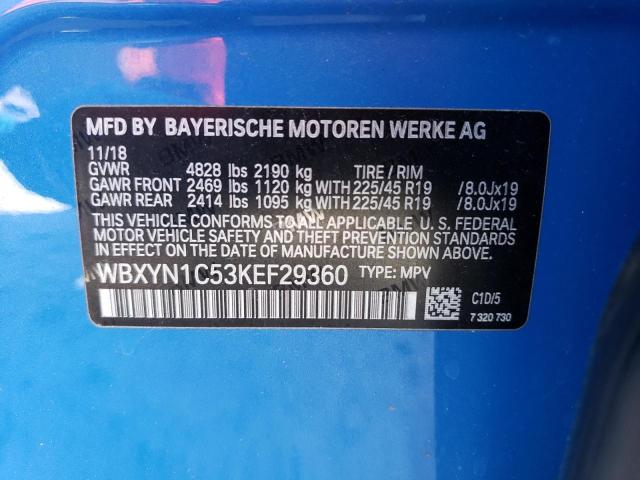 MFD BY BAYERISCHE MOTOREN WERKE AG
11/18
GVWR 4828 lbs 2190 kg TIRE / RIM
GAWR FRONT 2469 lbs 1120 kg WITH 225/45 R19 /8.0Jx19
GAWR REAR 2414 lbs 1095 kg WITH 225/45 R19 /8.0Jx19
THIS VEHICLE CONFORMS TO ALL APPLICABLE U. S. FEDERAL
MOTOR VEHICLE SAFETY AND THEFT PREVENTION STANDARDS
IN EFFECT ON THE DATE OF MANUFACTURE SHOWN ABOVE.
WBXYN1C53KEF29360 TYPE: MPV
C1D/5
7 320 730